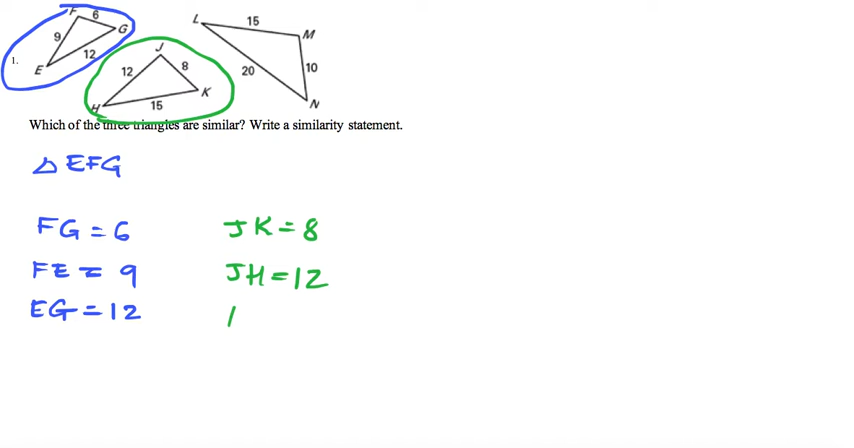 F 6 G
9
12
1.
E
J
12 8
K
H 15
L 15 M
20 10
N
Which of the three triangles are similar? Write a similarity statement.
△ EFG
FG = 6 JK = 8
FE = 9 JH = 12
EG = 12